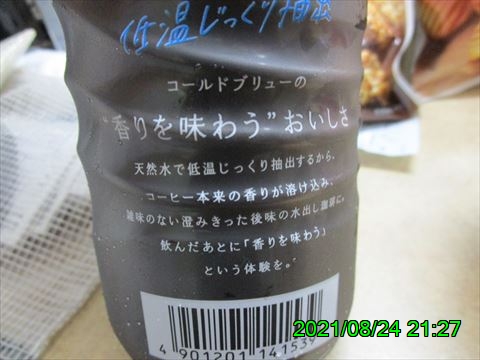 低温じっくり抽出
コールドブリューの
“香りを味わう”おいしさ
天然水で低温じっくり抽出するから、
コーヒー本来の香りが溶け込み、
雑味のない澄みきった後味の水出し珈琲に。
飲んだあとに「香りを味わう」
という体験を。
4 901201 141539
2021/08/24 21:27